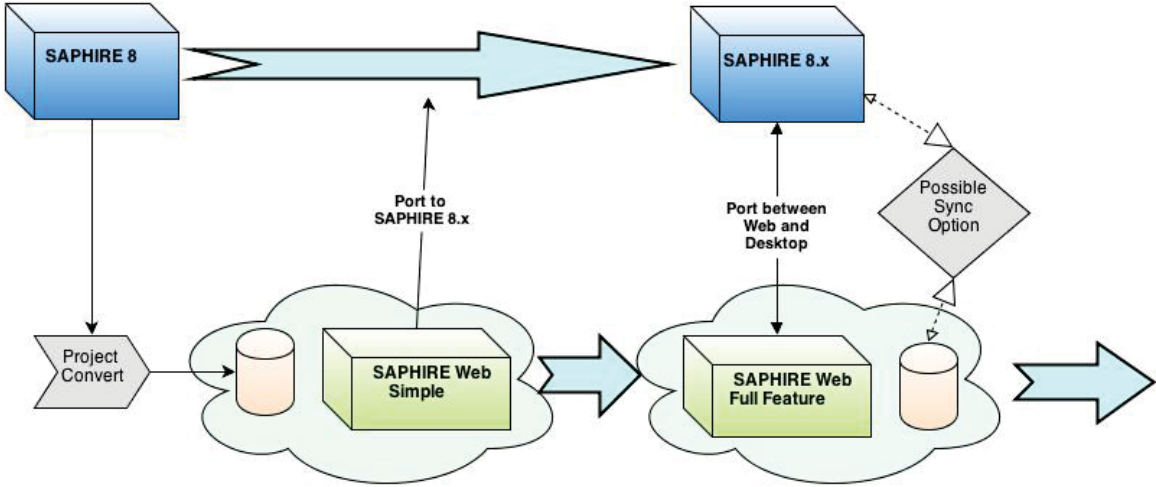 SAPHIRE 8
SAPHIRE 8.x
Port to
SAPHIRE 8.x
Port between
Web and
Desktop
Possible
Sync
Option
Project
Convert
SAPHIRE Web
Simple
SAPHIRE Web
Full Feature